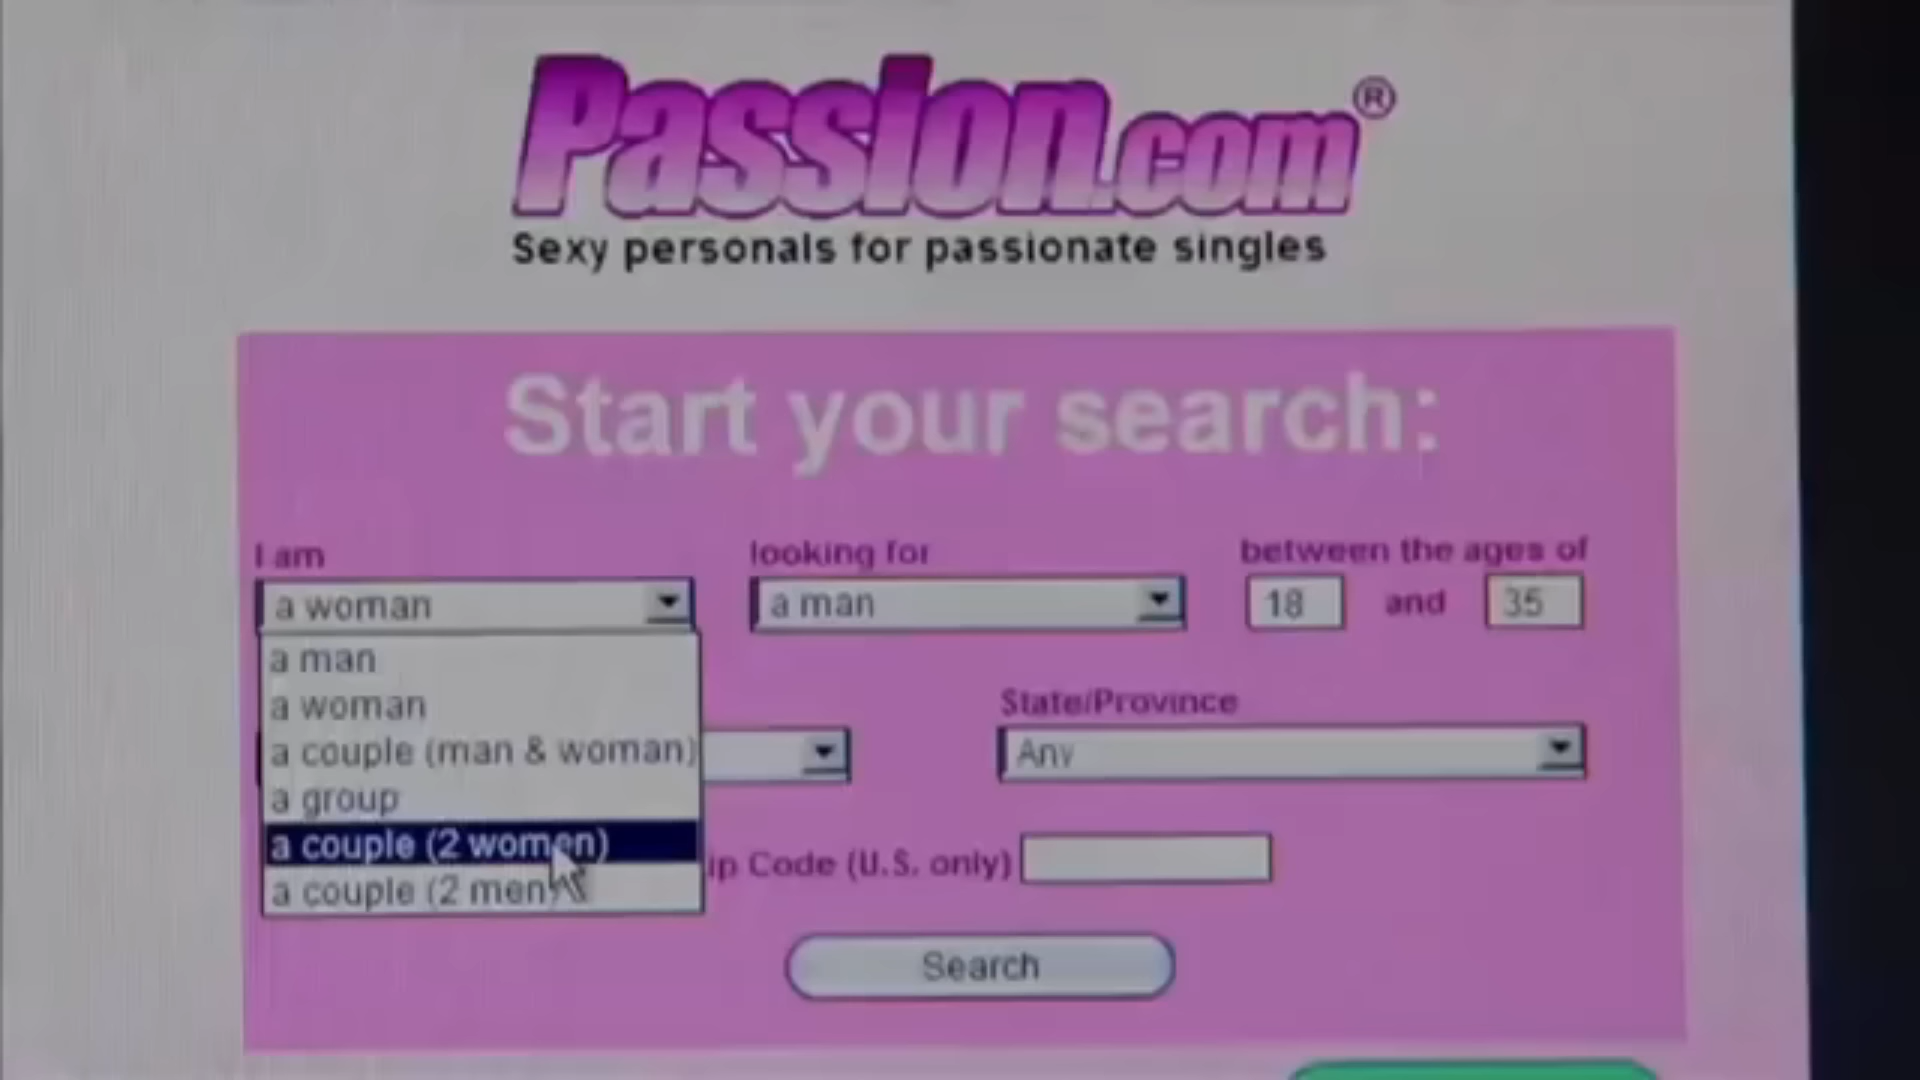 Passion.com®
Sexy personals for passionate singles
Start your search:
I am
looking for
between the ages of
a woman
a man
18
and
35
a man
a woman
a couple (man & woman)
a group
a couple (2 women)
a couple (2 men)
State/Province
Any
ip Code (U.S. only)
Search